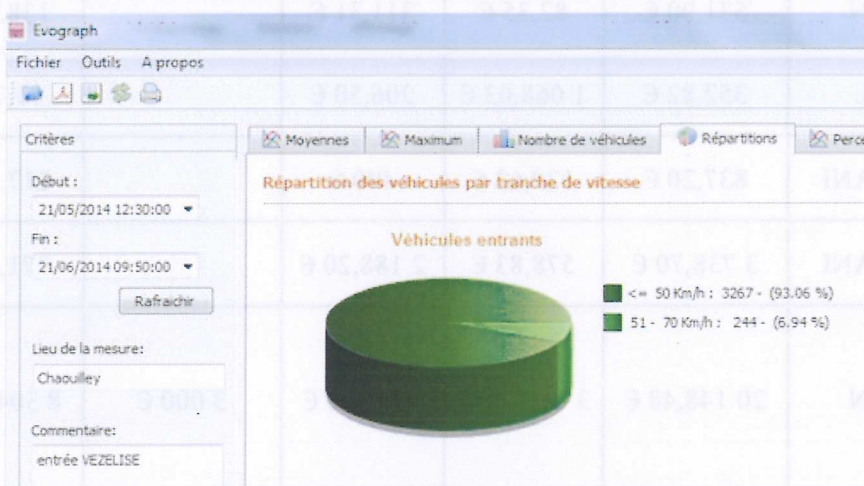 Evograph
Fichier Outils A propos
Critères
Moyennes Maximum Nombre de véhicules Répartitions Perce
Début :
Répartition des véhicules par tranche de vitesse
21/05/2014 12:30:00
Fin :
Véhicules entrants
21/06/2014 09:50:00
<= 50 Km/h : 3267 - (93.06 %)
Rafraichir
51 - 70 Km/h : 244 - (6.94 %)
Lieu de la mesure:
Chaouilley
Commentaire:
entrée VEZELISE